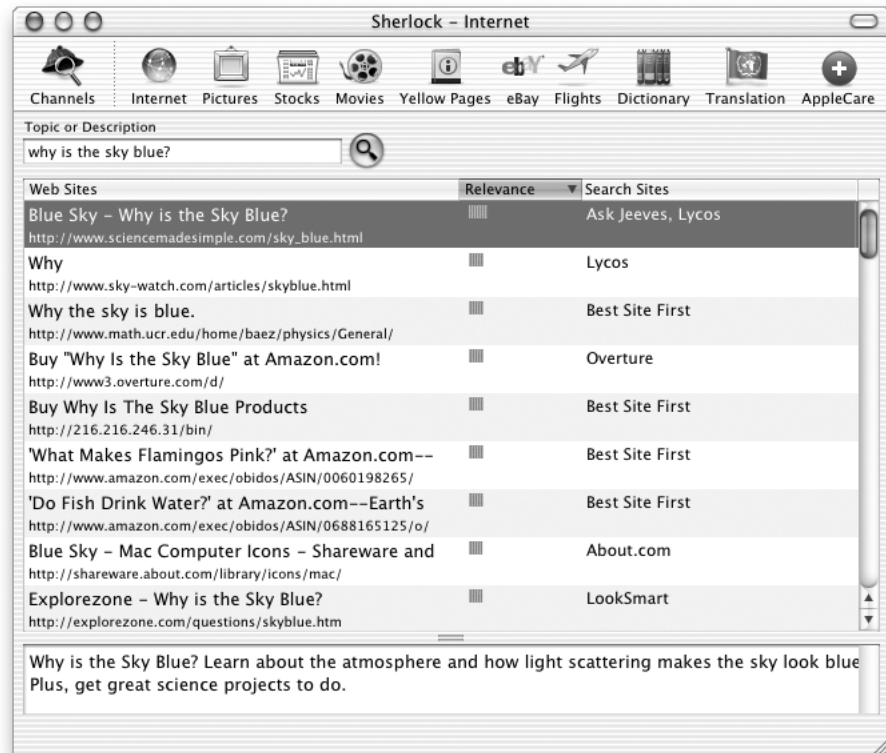 Sherlock – Internet
Channels Internet Pictures Stocks Movies Yellow Pages eBay Flights Dictionary Translation AppleCare
Topic or Description
why is the sky blue?
Web Sites Relevance Search Sites
Blue Sky – Why is the Sky Blue? Ask Jeeves, Lycos
http://www.sciencemadesimple.com/sky_blue.html
Why Lycos
http://www.sky-watch.com/articles/skyblue.html
Why the sky is blue. Best Site First
http://www.math.ucr.edu/home/baez/physics/General/
Buy "Why Is the Sky Blue" at Amazon.com! Overture
http://www3.overture.com/d/
Buy Why Is The Sky Blue Products Best Site First
http://216.216.246.31/bin/
'What Makes Flamingos Pink?' at Amazon.com-- Best Site First
http://www.amazon.com/exec/obidos/ASIN/0060198265/
'Do Fish Drink Water?' at Amazon.com--Earth's Best Site First
http://www.amazon.com/exec/obidos/ASIN/0688165125/o/
Blue Sky – Mac Computer Icons – Shareware and About.com
http://shareware.about.com/library/icons/mac/
Explorezone – Why is the Sky Blue? LookSmart
http://explorezone.com/questions/skyblue.htm
Why is the Sky Blue? Learn about the atmosphere and how light scattering makes the sky look blue
Plus, get great science projects to do.